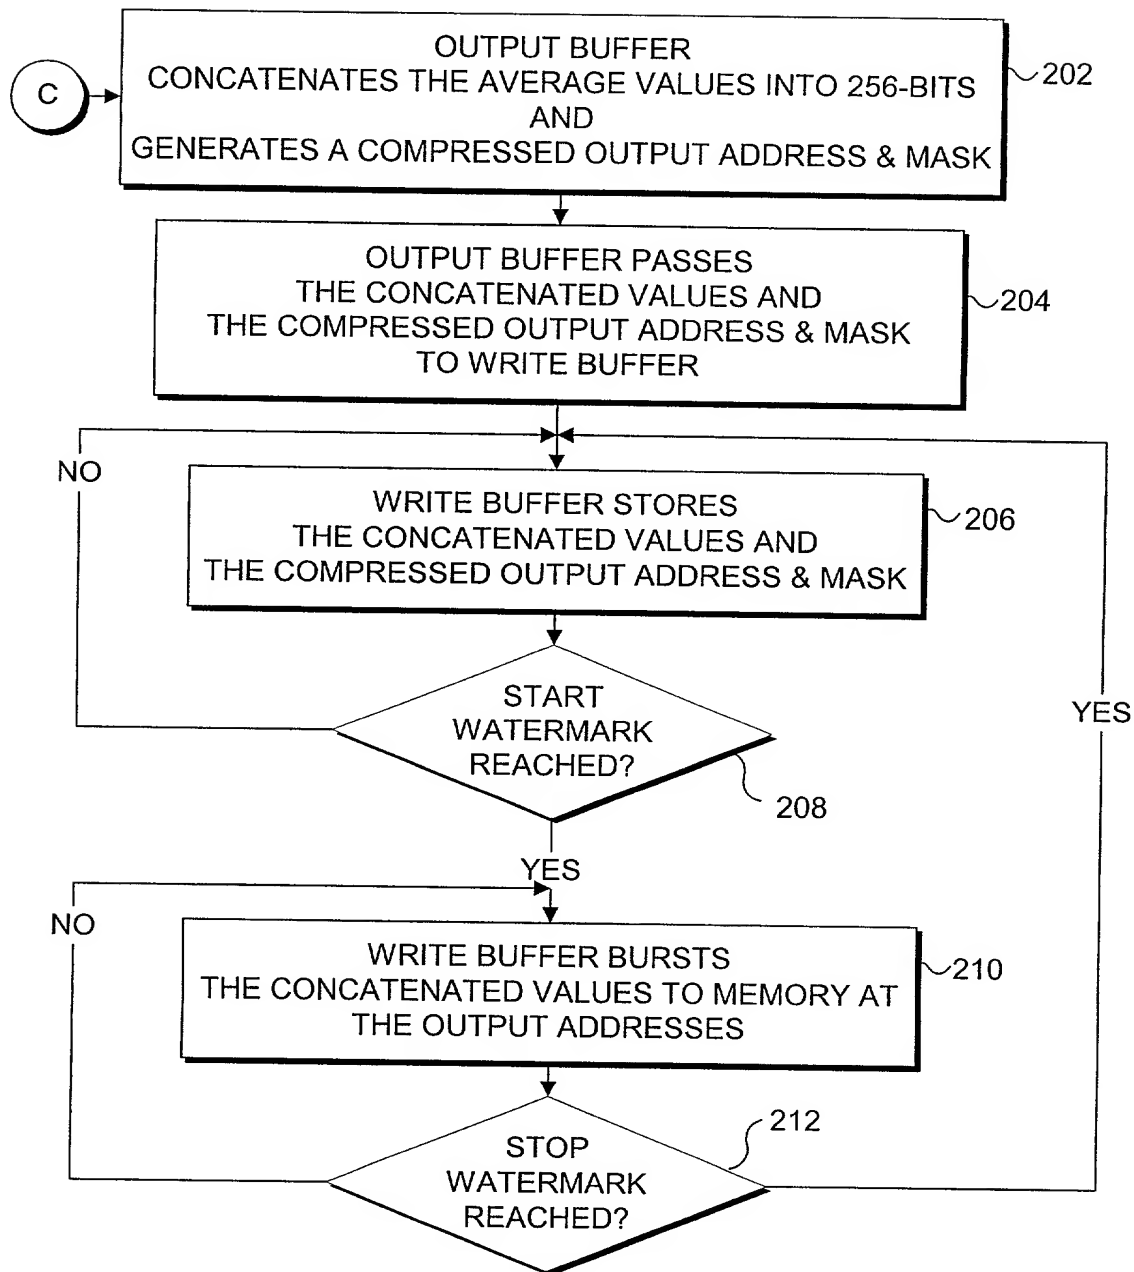 C
OUTPUT BUFFER
CONCATENATES THE AVERAGE VALUES INTO 256-BITS
AND
GENERATES A COMPRESSED OUTPUT ADDRESS & MASK
202
OUTPUT BUFFER PASSES
THE CONCATENATED VALUES AND
THE COMPRESSED OUTPUT ADDRESS & MASK
TO WRITE BUFFER
204
NO
WRITE BUFFER STORES
THE CONCATENATED VALUES AND
THE COMPRESSED OUTPUT ADDRESS & MASK
206
START
WATERMARK
REACHED?
208
YES
YES
NO
WRITE BUFFER BURSTS
THE CONCATENATED VALUES TO MEMORY AT
THE OUTPUT ADDRESSES
210
STOP
WATERMARK
REACHED?
212